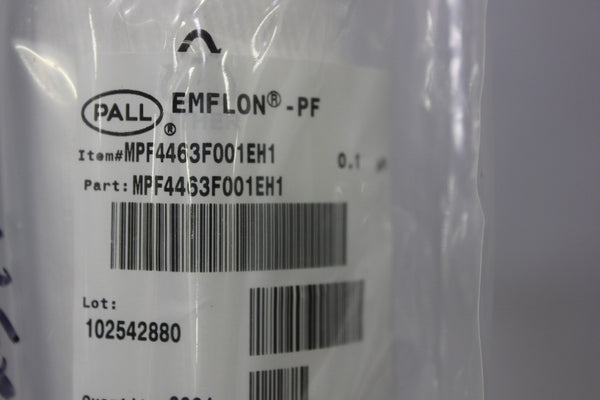 PALL ® EMFLON® -PF
Item#MPF4463F001EH1 0.1
Part: MPF4463F001EH1
Lot:
102542880